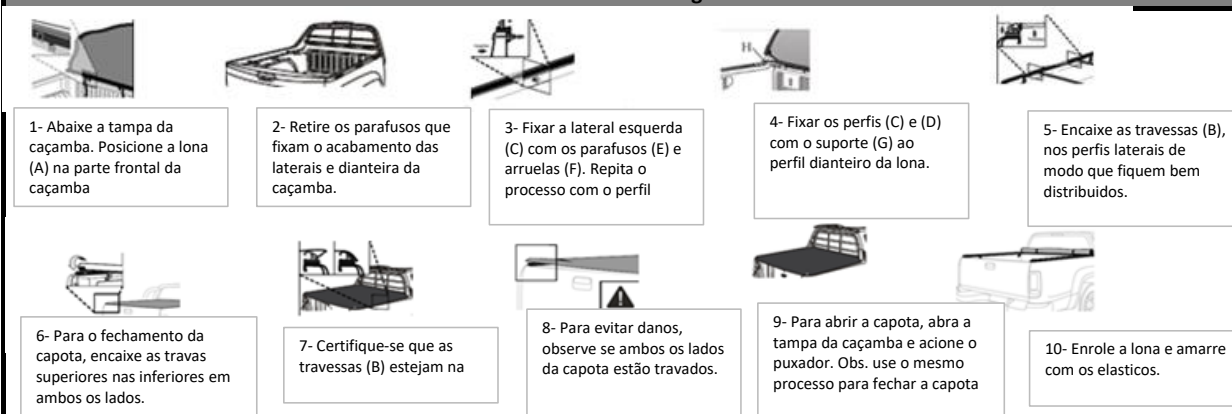 1- Abaixe a tampa da
caçamba. Posicione a lona
(A) na parte frontal da
caçamba
2- Retire os parafusos que
fixam o acabamento das
laterais e dianteira da
caçamba.
3- Fixar a lateral esquerda
(C) com os parafusos (E) e
arruelas (F). Repita o
processo com o perfil
H
4- Fixar os perfis (C) e (D)
com o suporte (G) ao
perfil dianteiro da lona.
5- Encaixe as travessas (B),
nos perfis laterais de
modo que fiquem bem
distribuidos.
6- Para o fechamento da
capota, encaixe as travas
superiores nas inferiores em
ambos os lados.
7- Certifique-se que as
travessas (B) estejam na
8- Para evitar danos,
observe se ambos os lados
da capota estão travados.
9- Para abrir a capota, abra a
tampa da caçamba e acione o
puxador. Obs. use o mesmo
processo para fechar a capota
10- Enrole a lona e amarre
com os elasticos.